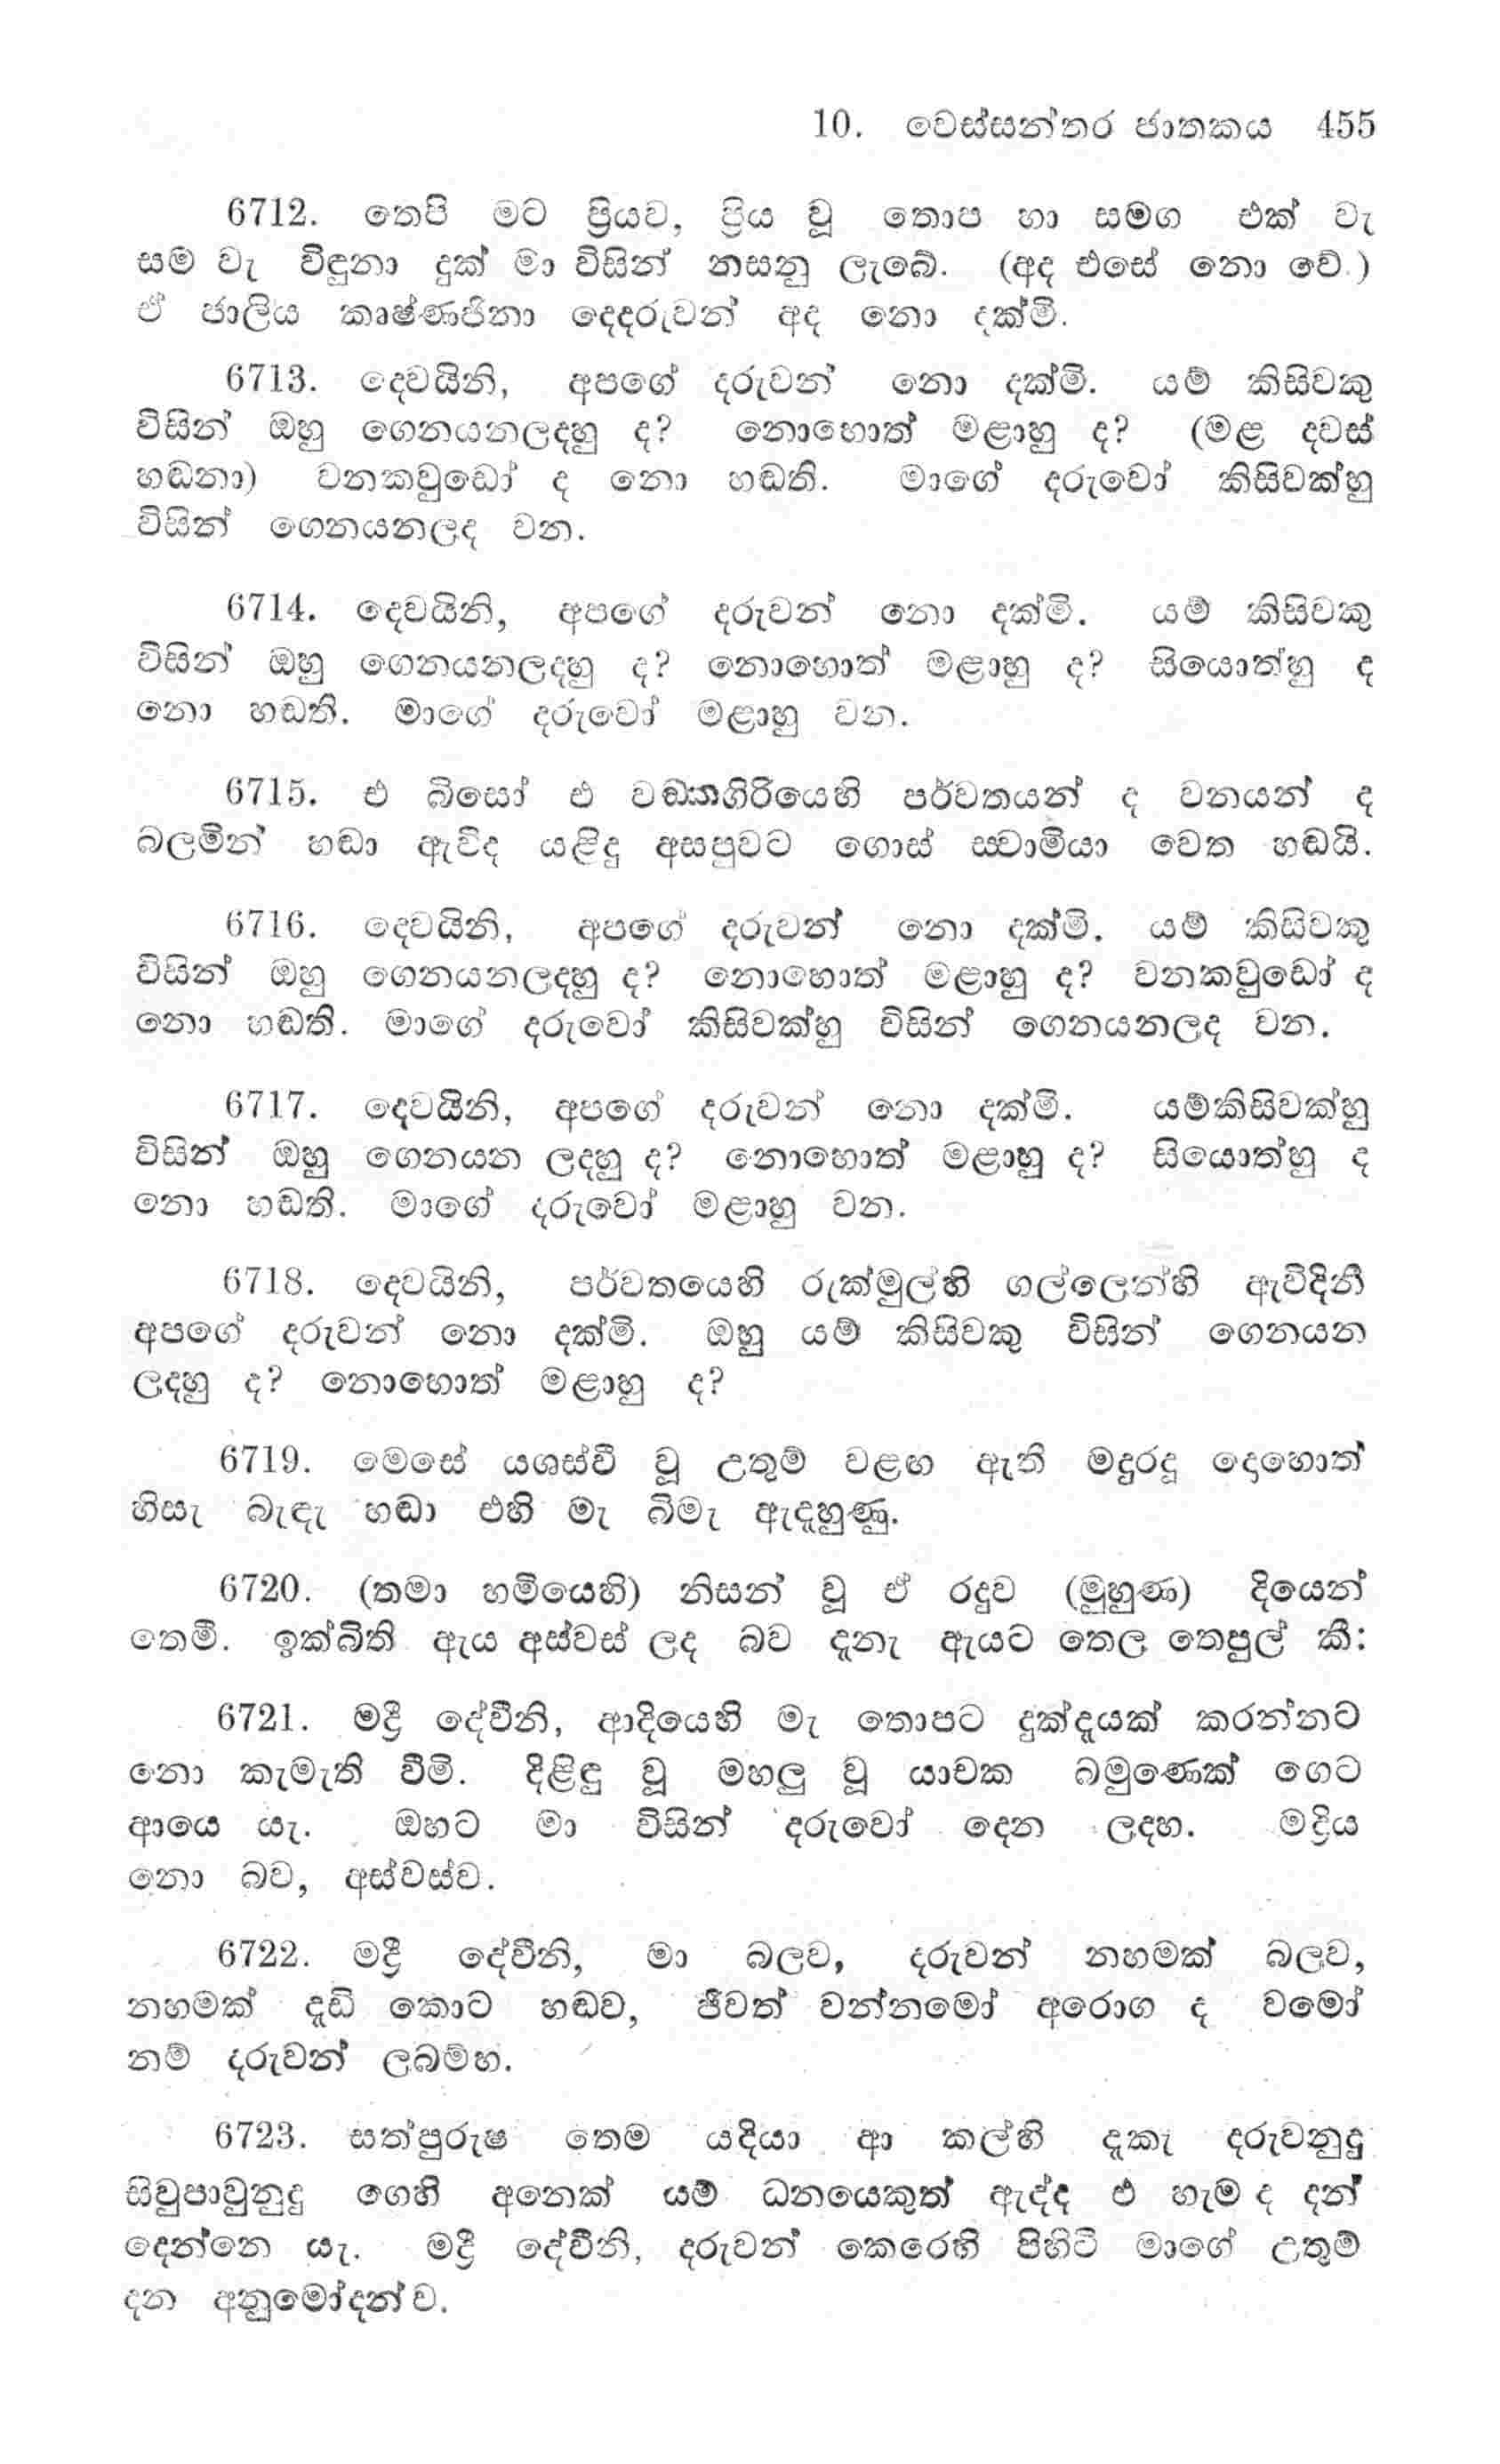 10. වෙස්සන්තර ජාතකය 455
6712. තෙපි මට ප්‍රියව, ප්‍රිය වූ තොප හා සමග එක් වැ
සම වැ විඳුනා දුක් මා විසින් නසනු ලැබේ. (අද එසේ නො වේ.)
ඒ ජාලිය කෘෂ්ණජිනා දෙදරුවන් අද නො දක්මි.
6713. දෙවයිනි, අපගේ දරුවන් නො දක්මි. යම් කිසිවකු
විසින් ඔහු ගෙනයනලදහු ද? නොහොත් මළාහු ද? (මළ දවස්
හඬනා) වනකවුඩෝ ද නො හඬති. මාගේ දරුවෝ කිසිවක්හු
විසින් ගෙනයනලද වන.
6714. දෙවයිනි, අපගේ දරුවන් නො දක්මි. යම් කිසිවකු
විසින් ඔහු ගෙනයනලදහු ද? නොහොත් මළාහු ද? සියොත්හු ද
නො හඬති. මාගේ දරුවෝ මළාහු වන.
6715. එ බිසෝ එ වඞ්කගිරියෙහි පර්වතයන් ද වනයන් ද
බලමින් හඬා ඇවිද යළිදු අසපුවට ගොස් ස්වාමියා වෙත හඬයි.
6716. දෙවයිනි, අපගේ දරුවන් නො දක්මි. යම් කිසිවකු
විසින් ඔහු ගෙනයනලදහු ද? නොහොත් මළාහු ද? වනකවුඩෝ ද
නො හඬති. මාගේ දරුවෝ කිසිවක්හු විසින් ගෙනයනලද වන.
6717. දෙවයිනි, අපගේ දරුවන් නො දක්මි. යම්කිසිවක්හු
විසින් ඔහු ගෙනයන ලදහු ද? නොහොත් මළාහු ද? සියොත්හු ද
නො හඬති. මාගේ දරුවෝ මළාහු වන.
6718. දෙවයිනි, පර්වතයෙහි රුක්මුල්හි ගල්ලෙන්හි ඇවිදිනී
අපගේ දරුවන් නො දක්මි. ඔහු යම් කිසිවකු විසින් ගෙනයන
ලදහු ද? නොහොත් මළාහු ද?
6719. මෙසේ යශස්වී වූ උතුම් වළඟ ඇති මදුරදූ දොහොත්
හිසැ බැඳැ හඬා එහි මැ බිමැ ඇදැහුණු.
6720. (තමා හමියෙහි) නිසන් වූ ඒ රදුව (මුහුණ) දියෙන්
තෙමී. ඉක්බිති ඇය අස්වස් ලද බව දැනැ ඇයට තෙල තෙපුල් කී:
6721. මද්‍රී දේවීනි, ආදියෙහි මැ තොපට දුක්දැයක් කරන්නට
නො කැමැති වීමි. දිළිඳු වූ මහලු වූ යාචක බමුණෙක් ගෙට
ආයෙ යැ. ඔහට මා විසින් දරුවෝ දෙන ලදහ. මද්‍රිය
නො බව, අස්වස්ව.
6722. මද්‍රී දේවීනි, මා බලව, දරුවන් නහමක් බලව,
නහමක් දැඩි කොට හඬව, ජීවත් වන්නමෝ අරොග ද වමෝ
නම් දරුවන් ලබම්හ.
6723. සත්පුරුෂ තෙම යදියා ආ කල්හි දැකැ දරුවනුදු
සිවුපාවුනුදු ගෙහි අනෙක් යම් ධනයෙකුත් ඇද්ද එ හැම ද දන්
දෙන්නෙ යැ. මද්‍රී දේවීනි, දරුවන් කෙරෙහි පිහිටි මාගේ උතුම්
දන අනුමෝදන්ව.